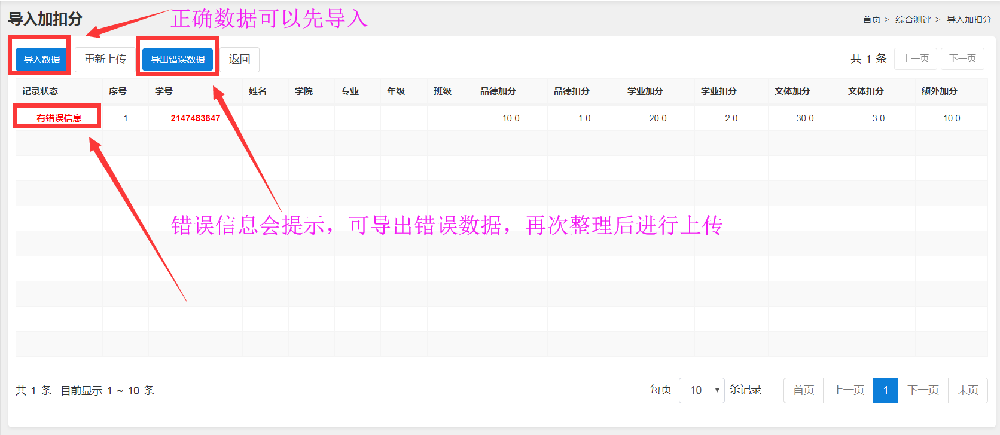 导入加扣分
正确数据可以先导入
首页 > 综合测评 > 导入加扣分
导入数据 重新上传 导出错误数据 返回 共 1 条 上一页 下一页
记录状态 序号 学号 姓名 学院 专业 年级 班级 品德加分 品德扣分 学业加分 学业扣分 文体加分 文体扣分 额外加分
有错误信息 1 2147483647 10.0 1.0 20.0 2.0 30.0 3.0 10.0
错误信息会提示，可导出错误数据，再次整理后进行上传
共 1 条 目前显示 1 ~ 10 条 每页 10 条记录 首页 上一页 1 下一页 末页